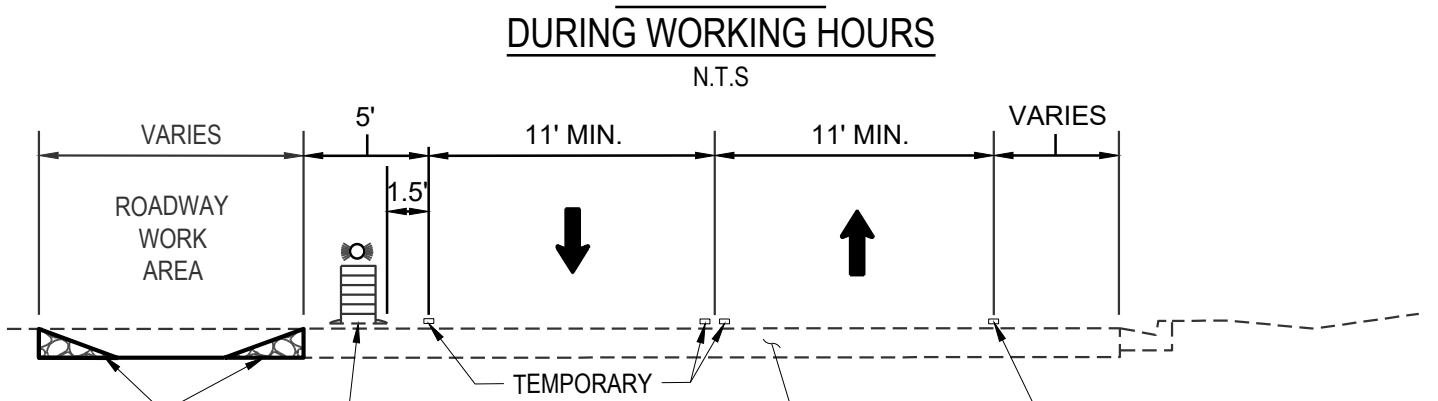 DURING WORKING HOURS
N.T.S
VARIES
5'
11' MIN.
11' MIN.
VARIES
1.5'
ROADWAY
WORK
AREA
TEMPORARY